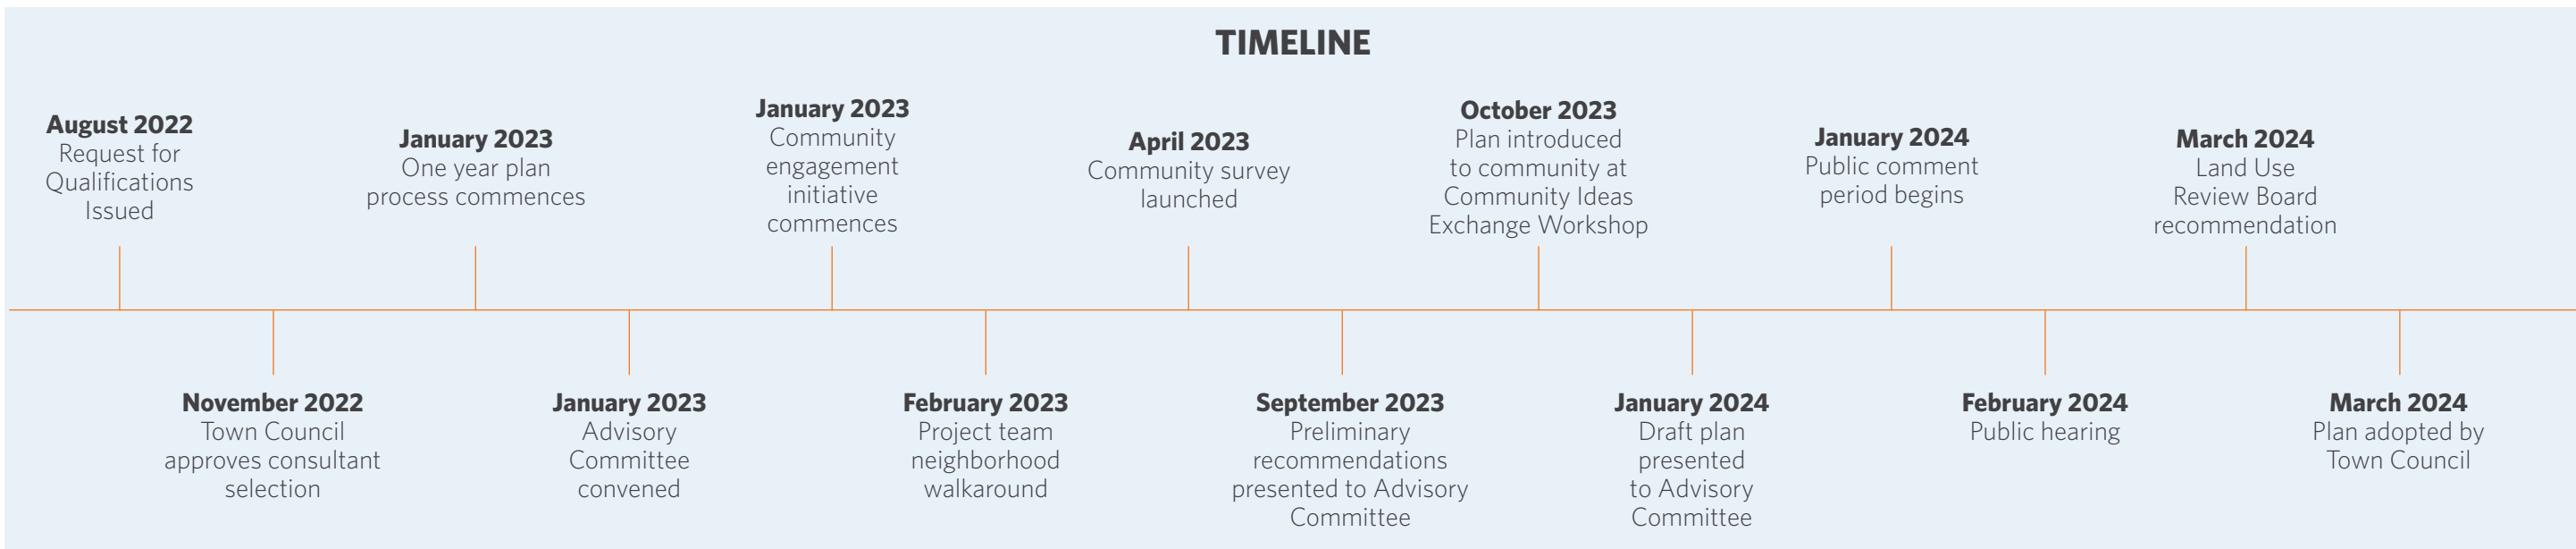 TIMELINE
August 2022
Request for
Qualifications
Issued
November 2022
Town Council
approves consultant
selection
January 2023
One year plan
process commences
January 2023
Advisory
Committee
convened
January 2023
Community
engagement
initiative
commences
February 2023
Project team
neighborhood
walkaround
April 2023
Community survey
launched
September 2023
Preliminary
recommendations
presented to Advisory
Committee
October 2023
Plan introduced
to community at
Community Ideas
Exchange Workshop
January 2024
Draft plan
presented
to Advisory
Committee
January 2024
Public comment
period begins
February 2024
Public hearing
March 2024
Land Use
Review Board
recommendation
March 2024
Plan adopted by
Town Council